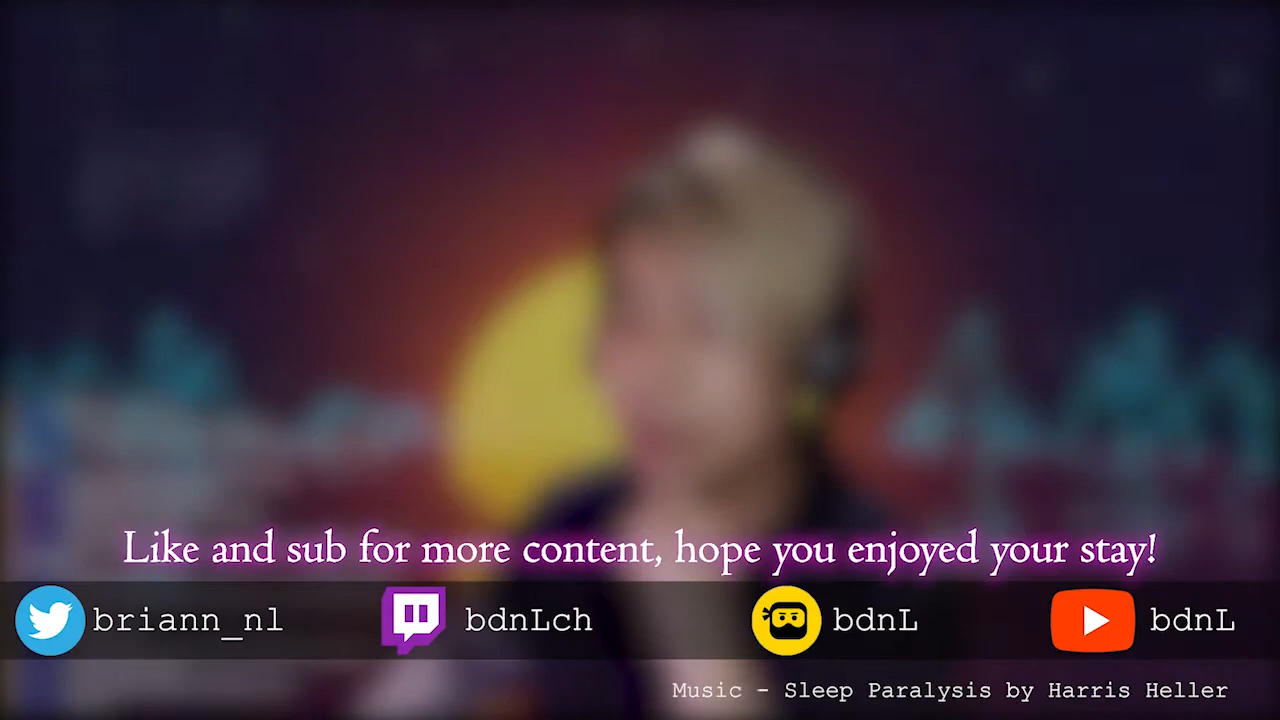 Like and sub for more content, hope you enjoyed your stay!
briann_nl bdnLch bdnL bdnL
Music - Sleep Paralysis by Harris Heller